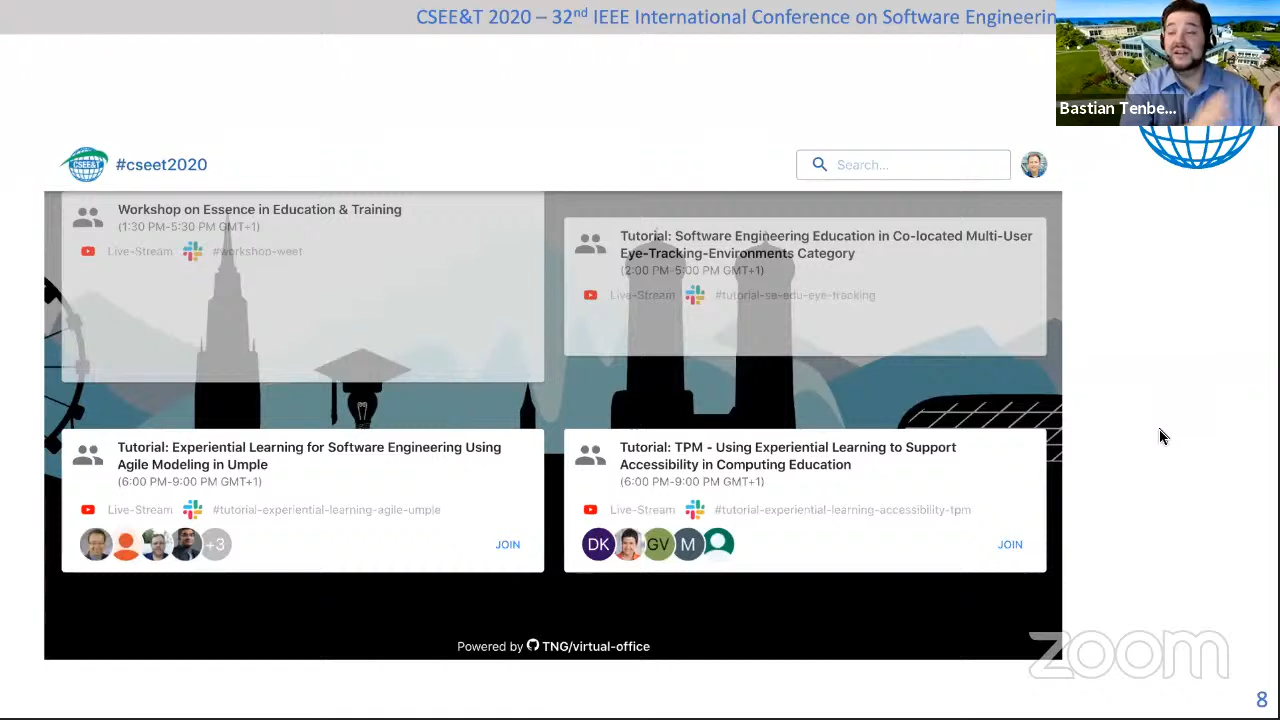 CSEE&T 2020 – 32nd IEEE International Conference on Software Engineerin
Bastian Tenbe...
CSEE&T
#cseet2020
Search...
Workshop on Essence in Education & Training
(1:30 PM-5:30 PM GMT+1)
Live-Stream #workshop-weet
Tutorial: Software Engineering Education in Co-located Multi-User
Eye-Tracking-Environments Category
(2:00 PM-5:00 PM GMT+1)
Live-Stream #tutorial-se-edu-eye-tracking
Tutorial: Experiential Learning for Software Engineering Using
Agile Modeling in Umple
(6:00 PM-9:00 PM GMT+1)
Live-Stream #tutorial-experiential-learning-agile-umple
+3 JOIN
Tutorial: TPM - Using Experiential Learning to Support
Accessibility in Computing Education
(6:00 PM-9:00 PM GMT+1)
Live-Stream #tutorial-experiential-learning-accessibility-tpm
DK GV M JOIN
Powered by TNG/virtual-office
zoom
8